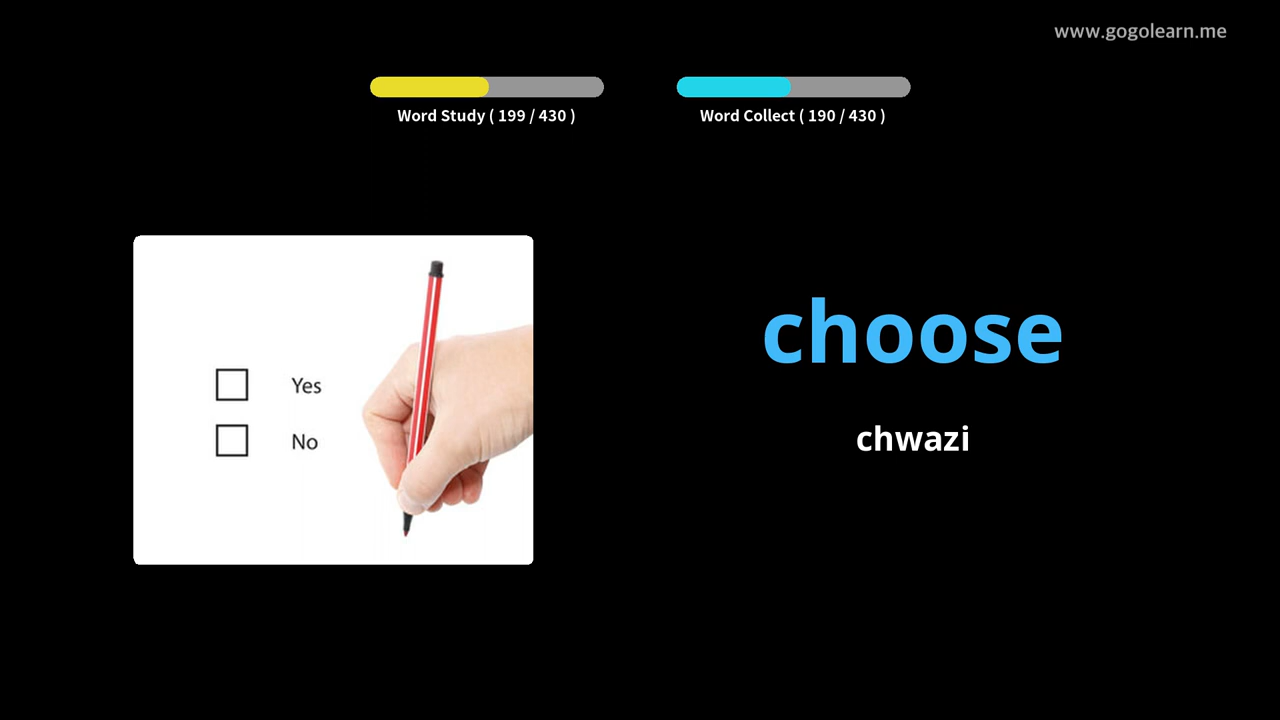 www.gogolearn.me
Word Study ( 199 / 430 )
Word Collect ( 190 / 430 )
Yes
No
choose
chwazi